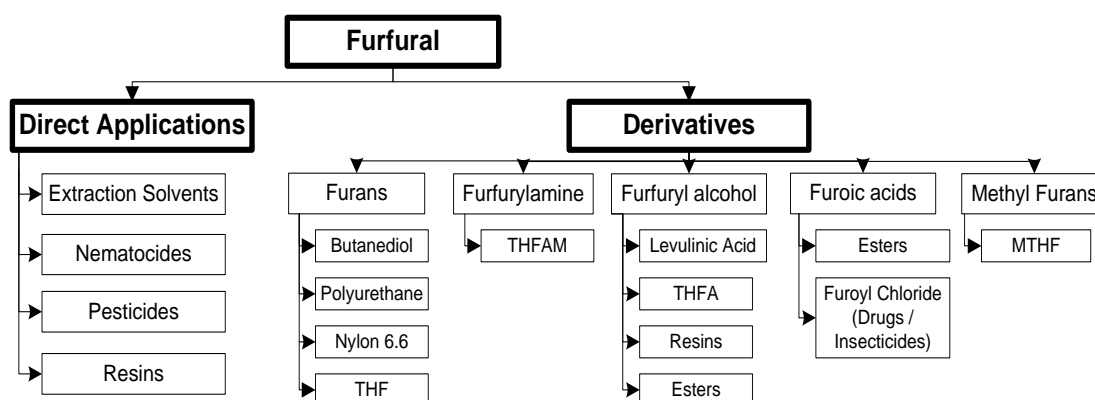 Furfural
Direct Applications
Derivatives
Extraction Solvents
Nematocides
Pesticides
Resins
Furans
Butanediol
Polyurethane
Nylon 6.6
THF
Furfurylamine
THFAM
Furfuryl alcohol
Levulinic Acid
THFA
Resins
Esters
Furoic acids
Esters
Furoyl Chloride
(Drugs /
Insecticides)
Methyl Furans
MTHF